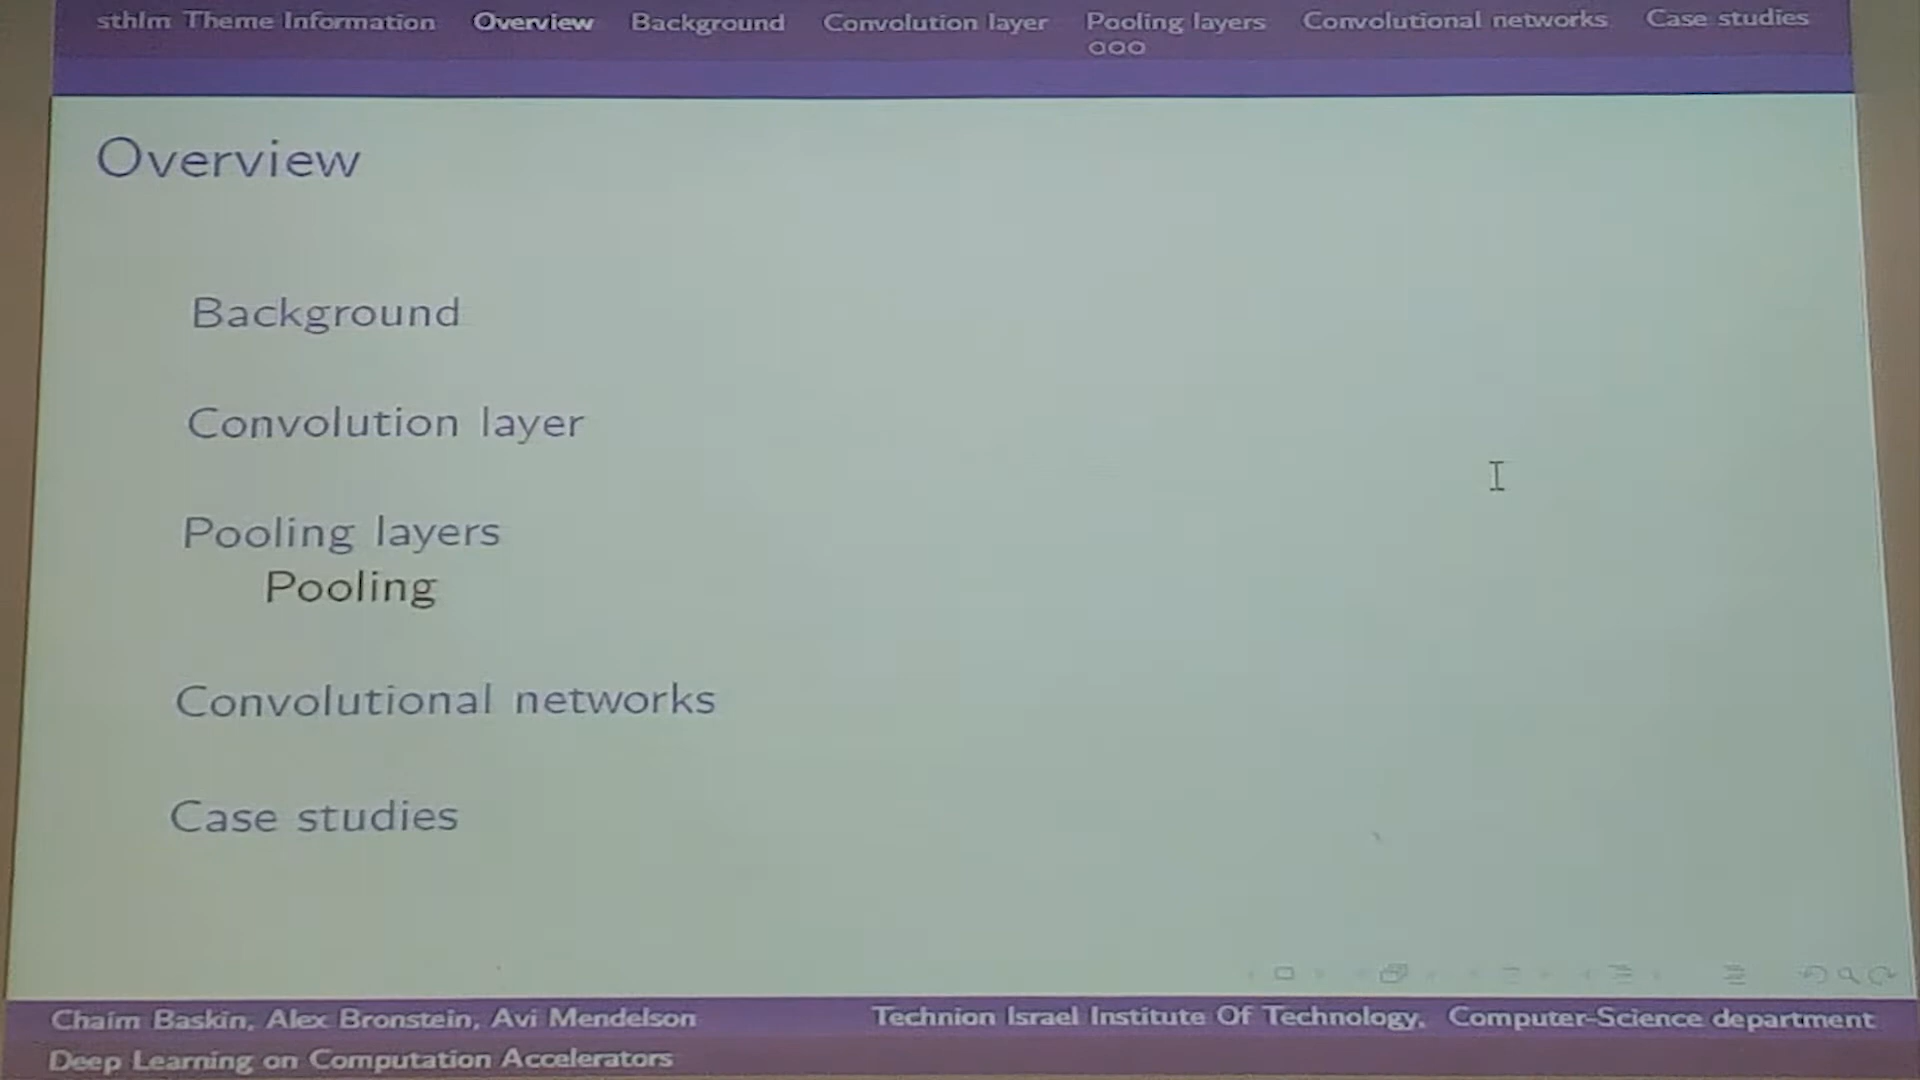 sthlm Theme Information Overview Background Convolution layer Pooling layers Convolutional networks Case studies
Overview
Background
Convolution layer
Pooling layers
Pooling
Convolutional networks
Case studies
Chaim Baskin, Alex Bronstein, Avi Mendelson Technion Israel Institute Of Technology, Computer-Science department
Deep Learning on Computation Accelerators